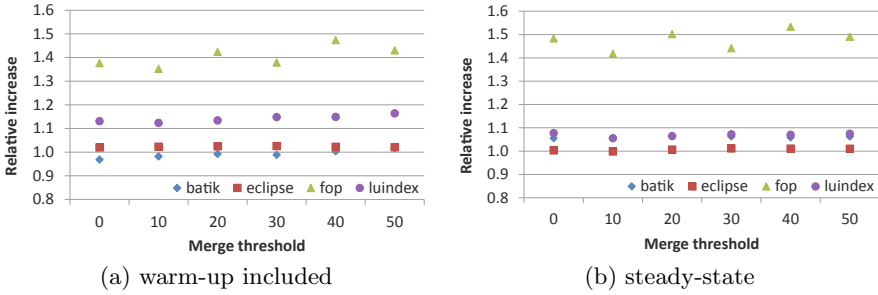 Relative increase
1.6
1.5
1.4
1.3
1.2
1.1
1.0
0.9
0.8
batik eclipse fop luindex
0 10 20 30 40 50
Merge threshold
(a) warm-up included
Relative increase
1.6
1.5
1.4
1.3
1.2
1.1
1.0
0.9
0.8
batik eclipse fop luindex
0 10 20 30 40 50
Merge threshold
(b) steady-state